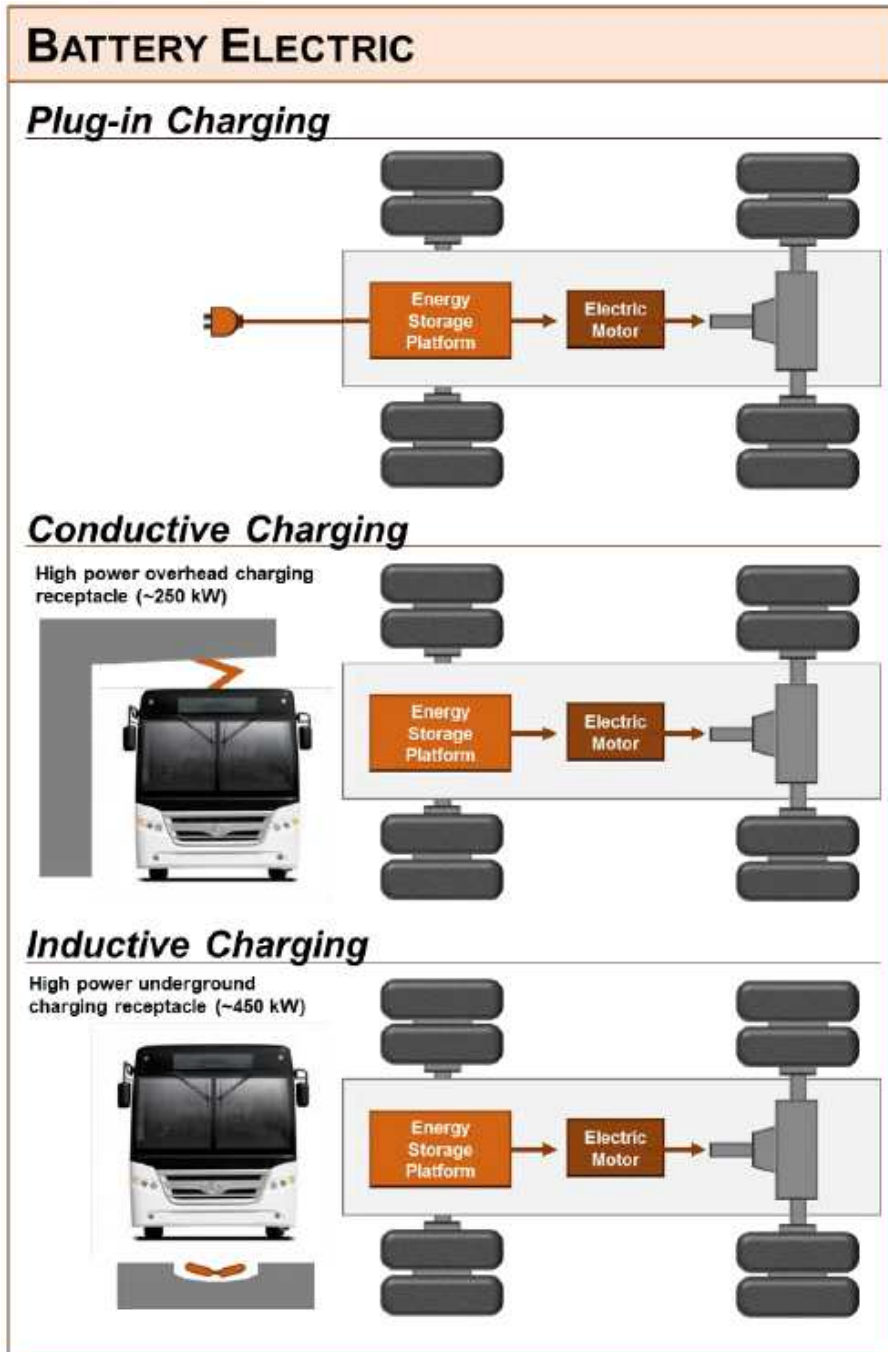 BATTERY ELECTRIC
Plug-in Charging
Energy
Storage
Platform
Electric
Motor
Conductive Charging
High power overhead charging
receptacle (~250 kW)
Energy
Storage
Platform
Electric
Motor
Inductive Charging
High power underground
charging receptacle (~450 kW)
Energy
Storage
Platform
Electric
Motor